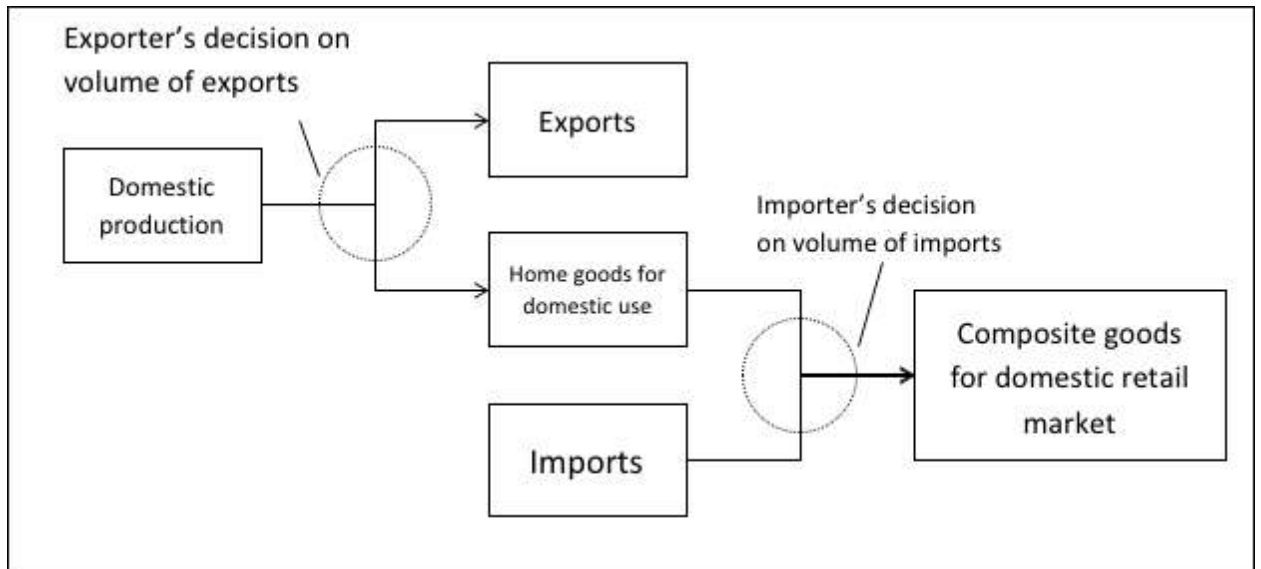 Exporter's decision on
volume of exports
Exports
Domestic
production
Importer's decision
on volume of imports
Home goods for
domestic use
Composite goods
for domestic retail
market
Imports